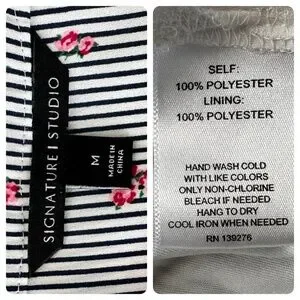 SIGNATURE | STUDIO
M
MADE IN
CHINA
SELF:
100% POLYESTER
LINING:
100% POLYESTER
HAND WASH COLD
WITH LIKE COLORS
ONLY NON-CHLORINE
BLEACH IF NEEDED
HANG TO DRY
COOL IRON WHEN NEEDED
RN 139276